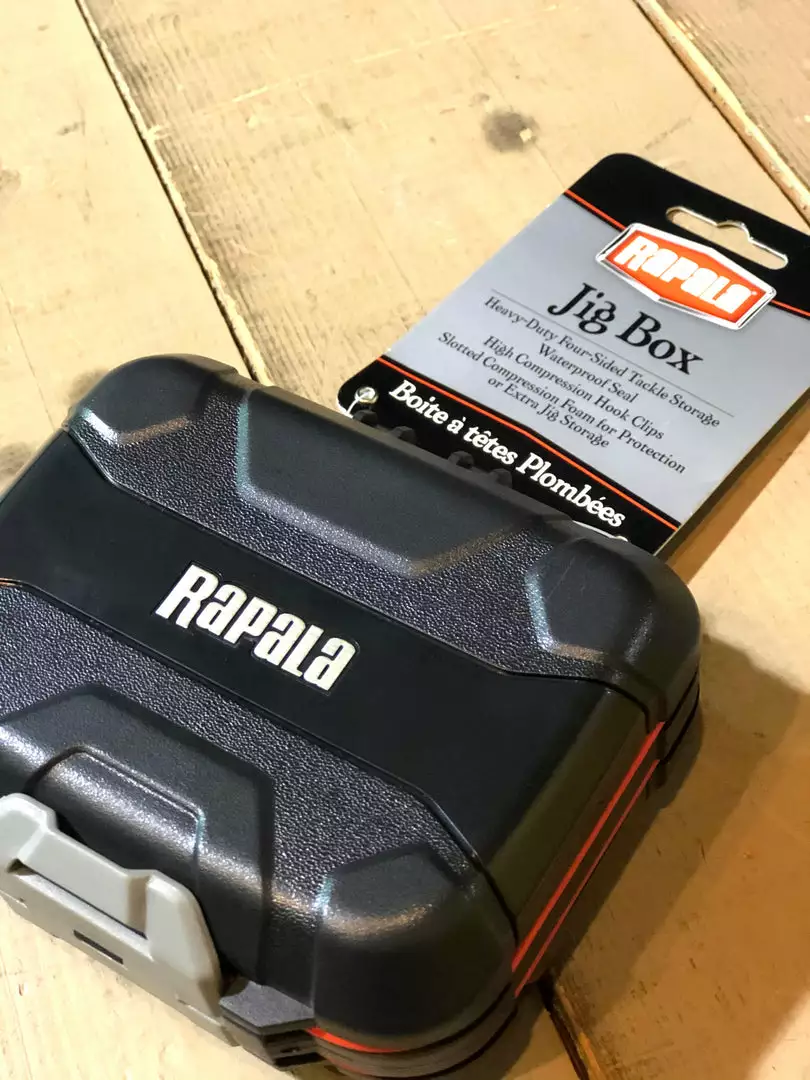 RAPALA
Jig Box
Heavy-Duty Four-Sided Tackle Storage
Waterproof Seal
High Compression Hook Clips
Slotted Compression Foam for Protection
or Extra Jig Storage
Boite à têtes Plombées
RAPALA